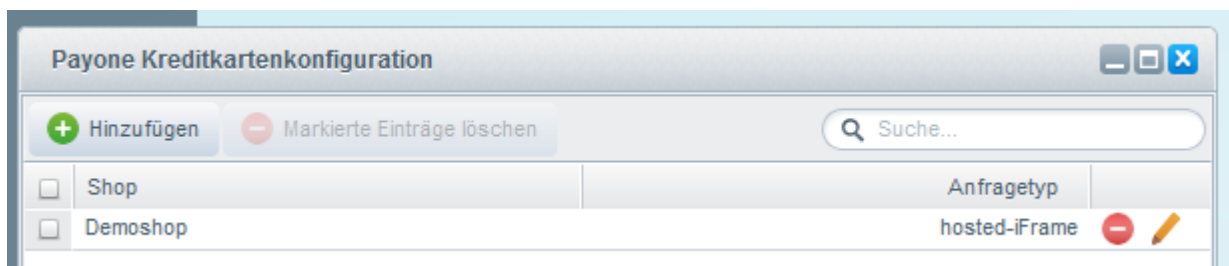 Payone Kreditkartenkonfiguration
Hinzufügen Markierte Einträge löschen Suche...
Shop Anfragetyp
Demoshop hosted-iFrame